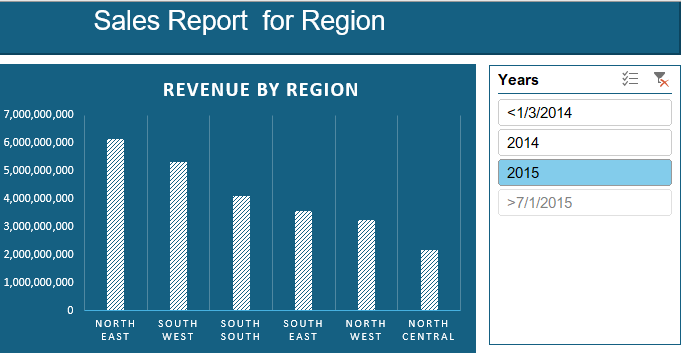 Sales Report  for Region
REVENUE BY REGION
7,000,000,000
6,000,000,000
5,000,000,000
4,000,000,000
3,000,000,000
2,000,000,000
1,000,000,000
0
NORTH EAST
SOUTH WEST
SOUTH SOUTH
SOUTH EAST
NORTH WEST
NORTH CENTRAL
Years
<1/3/2014
2014
2015
>7/1/2015